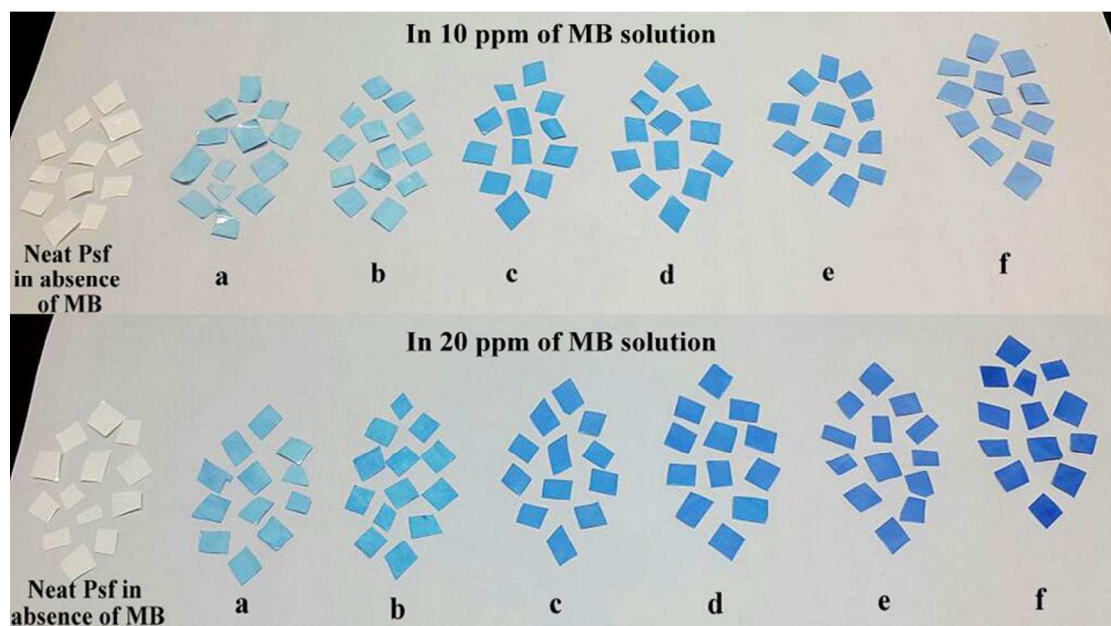 In 10 ppm of MB solution
Neat Psf
in absence
of MB
a
b
c
d
e
f
In 20 ppm of MB solution
Neat Psf in
absence of MB
a
b
c
d
e
f